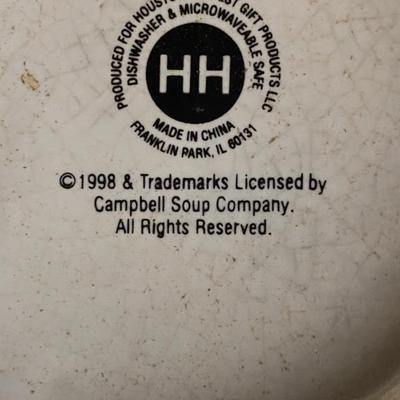 PRODUCED FOR HOUSTON GIFT PRODUCTS LLC
DISHWASHER & MICROWAVEABLE SAFE
HH
MADE IN CHINA
FRANKLIN PARK, IL 60131
©1998 & Trademarks Licensed by
Campbell Soup Company.
All Rights Reserved.